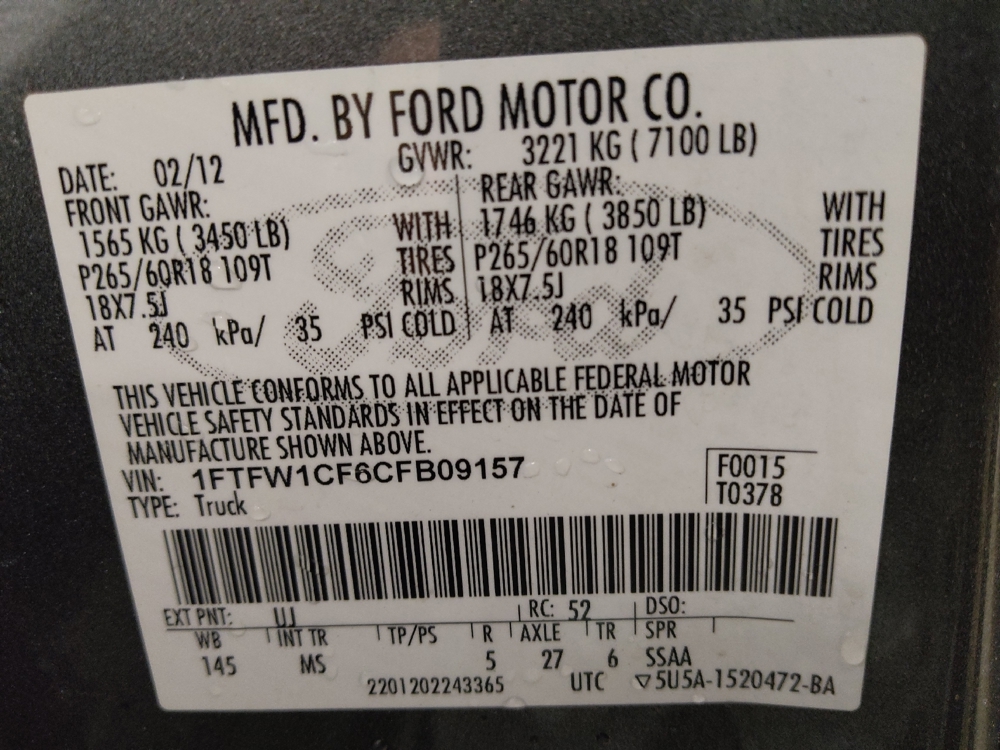 MFD. BY FORD MOTOR CO.
DATE: 02/12 GVWR: 3221 KG ( 7100 LB)
FRONT GAWR: REAR GAWR:
1565 KG ( 3450 LB) WITH 1746 KG ( 3850 LB) WITH
P265/60R18 109T TIRES P265/60R18 109T TIRES
18X7.5J RIMS 18X7.5J RIMS
AT 240 kPa/ 35 PSI COLD AT 240 kPa/ 35 PSI COLD
Ford
THIS VEHICLE CONFORMS TO ALL APPLICABLE FEDERAL MOTOR
VEHICLE SAFETY STANDARDS IN EFFECT ON THE DATE OF
MANUFACTURE SHOWN ABOVE.
VIN: 1FTFW1CF6CFB09157 F0015
TYPE: Truck T0378
EXT PNT: UJ RC: 52 DSO:
WB INT TR TP/PS R AXLE TR SPR
145 MS 5 27 6 SSAA
2201202243365 UTC ▽5U5A-1520472-BA